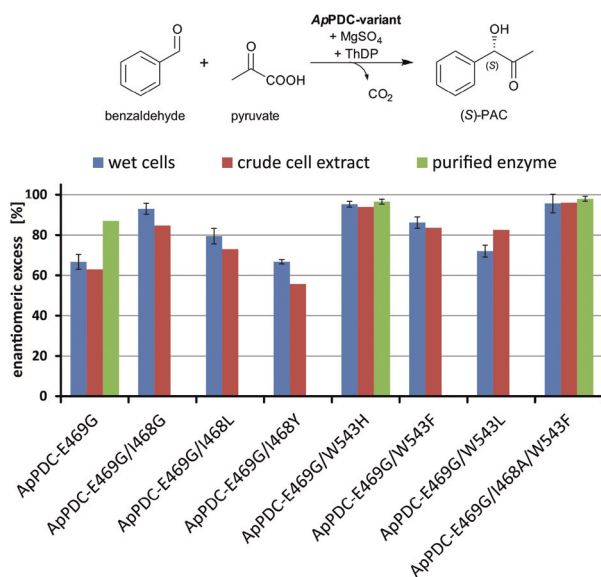 ApPDC-variant
+ MgSO₄
+ ThDP
CO₂
O
+
O
COOH
OH
(S)
O
benzaldehyde
pyruvate
(S)-PAC
wet cells
crude cell extract
purified enzyme
enantiomeric excess [%]
100
80
60
40
20
0
ApPDC-E469G
ApPDC-E469G/I468G
ApPDC-E469G/I468L
ApPDC-E469G/I468Y
ApPDC-E469G/W543H
ApPDC-E469G/W543F
ApPDC-E469G/W543L
ApPDC-E469G/I468A/W543F